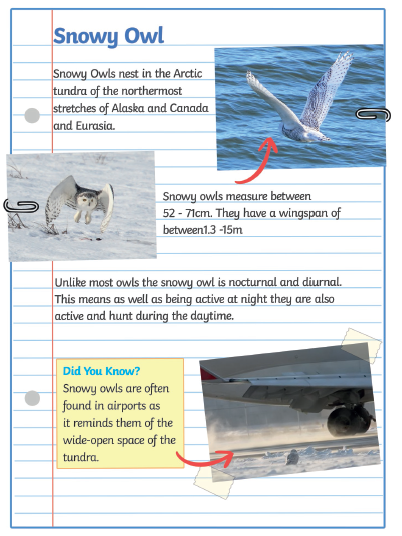 Snowy Owl
Snowy Owls nest in the Arctic
tundra of the northermost
stretches of Alaska and Canada
and Eurasia.
Snowy owls measure between
52 - 71cm. They have a wingspan of
between1.3 -15m
Unlike most owls the snowy owl is nocturnal and diurnal.
This means as well as being active at night they are also
active and hunt during the daytime.
Did You Know?
Snowy owls are often
found in airports as
it reminds them of the
wide-open space of the
tundra.